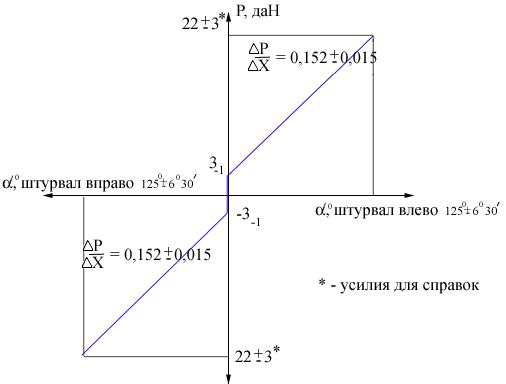 22±3* P, даН
ΔP/ΔX = 0,152±0,015
3₋₁
α,° штурвал вправо 125°±6°30′
-3₋₁
α,° штурвал влево 125°±6°30′
ΔP/ΔX = 0,152±0,015
* - усилия для справок
22±3*